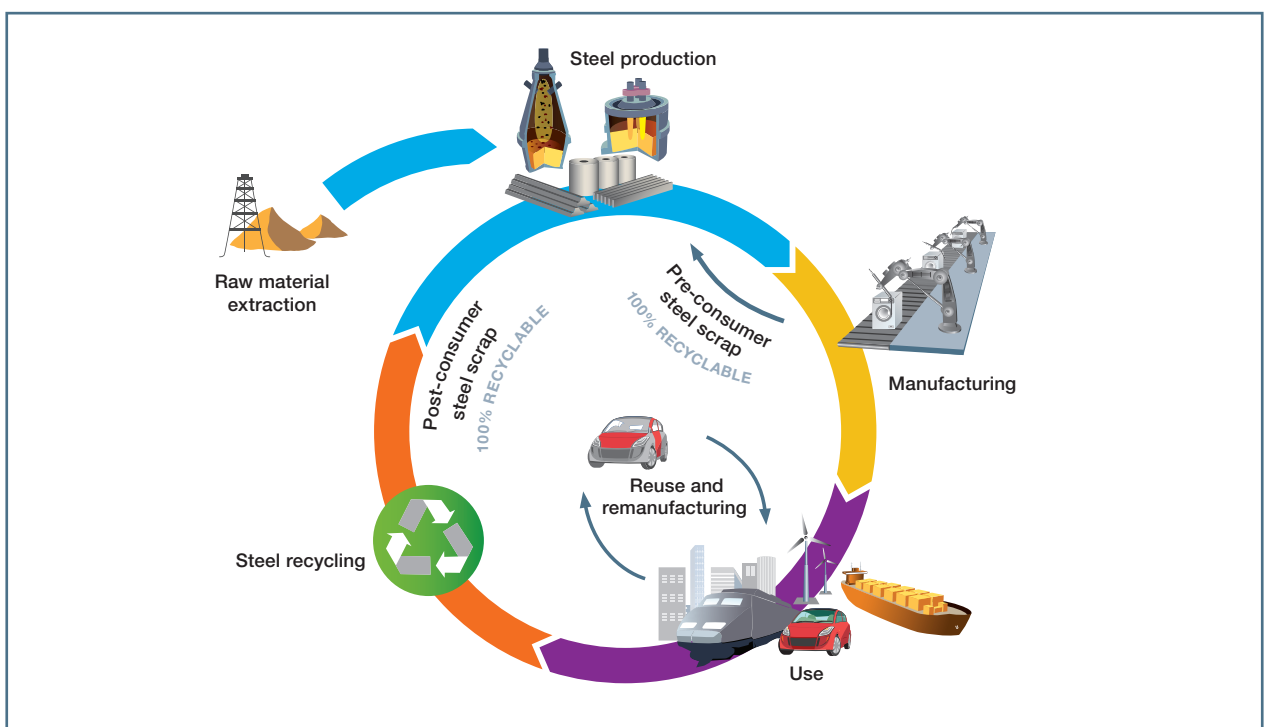 Steel production
Raw material
extraction
Pre-consumer
steel scrap
100% RECYCLABLE
Manufacturing
Post-consumer
steel scrap
100% RECYCLABLE
Reuse and
remanufacturing
Steel recycling
Use